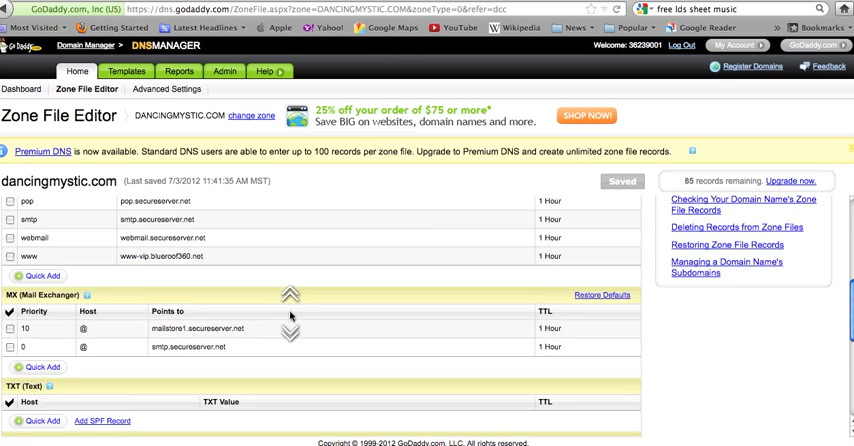 GoDaddy.com, Inc (US) https://dns.godaddy.com/ZoneFile.aspx?zone=DANCINGMYSTIC.COM&zoneType=0&refer=dcc free lds sheet music
Most Visited Getting Started Latest Headlines Apple Yahoo! Google Maps YouTube Wikipedia Popular Google Reader » Bookmarks
Go Daddy Domain Manager DNSMANAGER Welcome: 36239001 Log Out My Account GoDaddy.com
Home Templates Reports Admin Help Register Domains Feedback
Dashboard Zone File Editor Advanced Settings
Zone File Editor DANCINGMYSTIC.COM change zone
25% off your order of $75 or more*
Save BIG on websites, domain names and more.
SHOP NOW!
Premium DNS is now available. Standard DNS users are able to enter up to 100 records per zone file. Upgrade to Premium DNS and create unlimited zone file records.
dancingmystic.com (Last saved 7/3/2012 11:41:35 AM MST) Saved
85 records remaining. Upgrade now.
pop pop.secureserver.net 1 Hour
smtp smtp.secureserver.net 1 Hour
webmail webmail.secureserver.net 1 Hour
www www-vip.blueroof360.net 1 Hour
Quick Add
MX (Mail Exchanger) Restore Defaults
Priority Host Points to TTL
10 @ mailstore1.secureserver.net 1 Hour
0 @ smtp.secureserver.net 1 Hour
Quick Add
TXT (Text)
Host TXT Value TTL
Quick Add Add SPF Record
Checking Your Domain Name's Zone
File Records
Deleting Records from Zone Files
Restoring Zone File Records
Managing a Domain Name's
Subdomains
Copyright © 1999-2012 GoDaddy.com, LLC. All rights reserved.